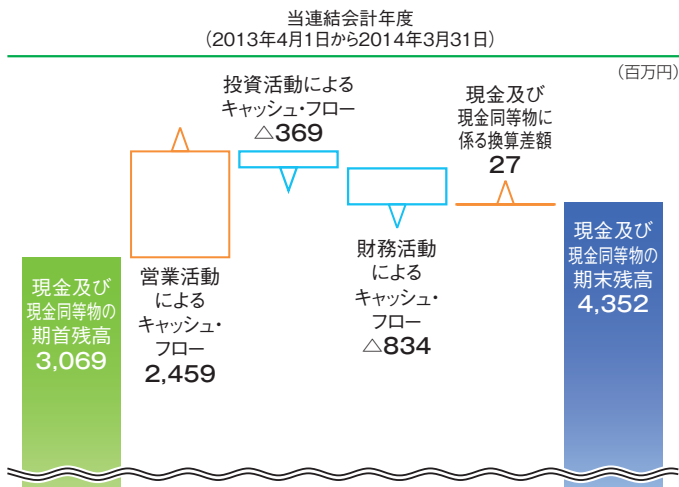 当連結会計年度
（2013年4月1日から2014年3月31日）
（百万円）
現金及び
現金同等物の
期首残高
3,069
営業活動
による
キャッシュ・
フロー
2,459
投資活動による
キャッシュ・フロー
△369
財務活動
による
キャッシュ・
フロー
△834
現金及び
現金同等物に
係る換算差額
27
現金及び
現金同等物の
期末残高
4,352